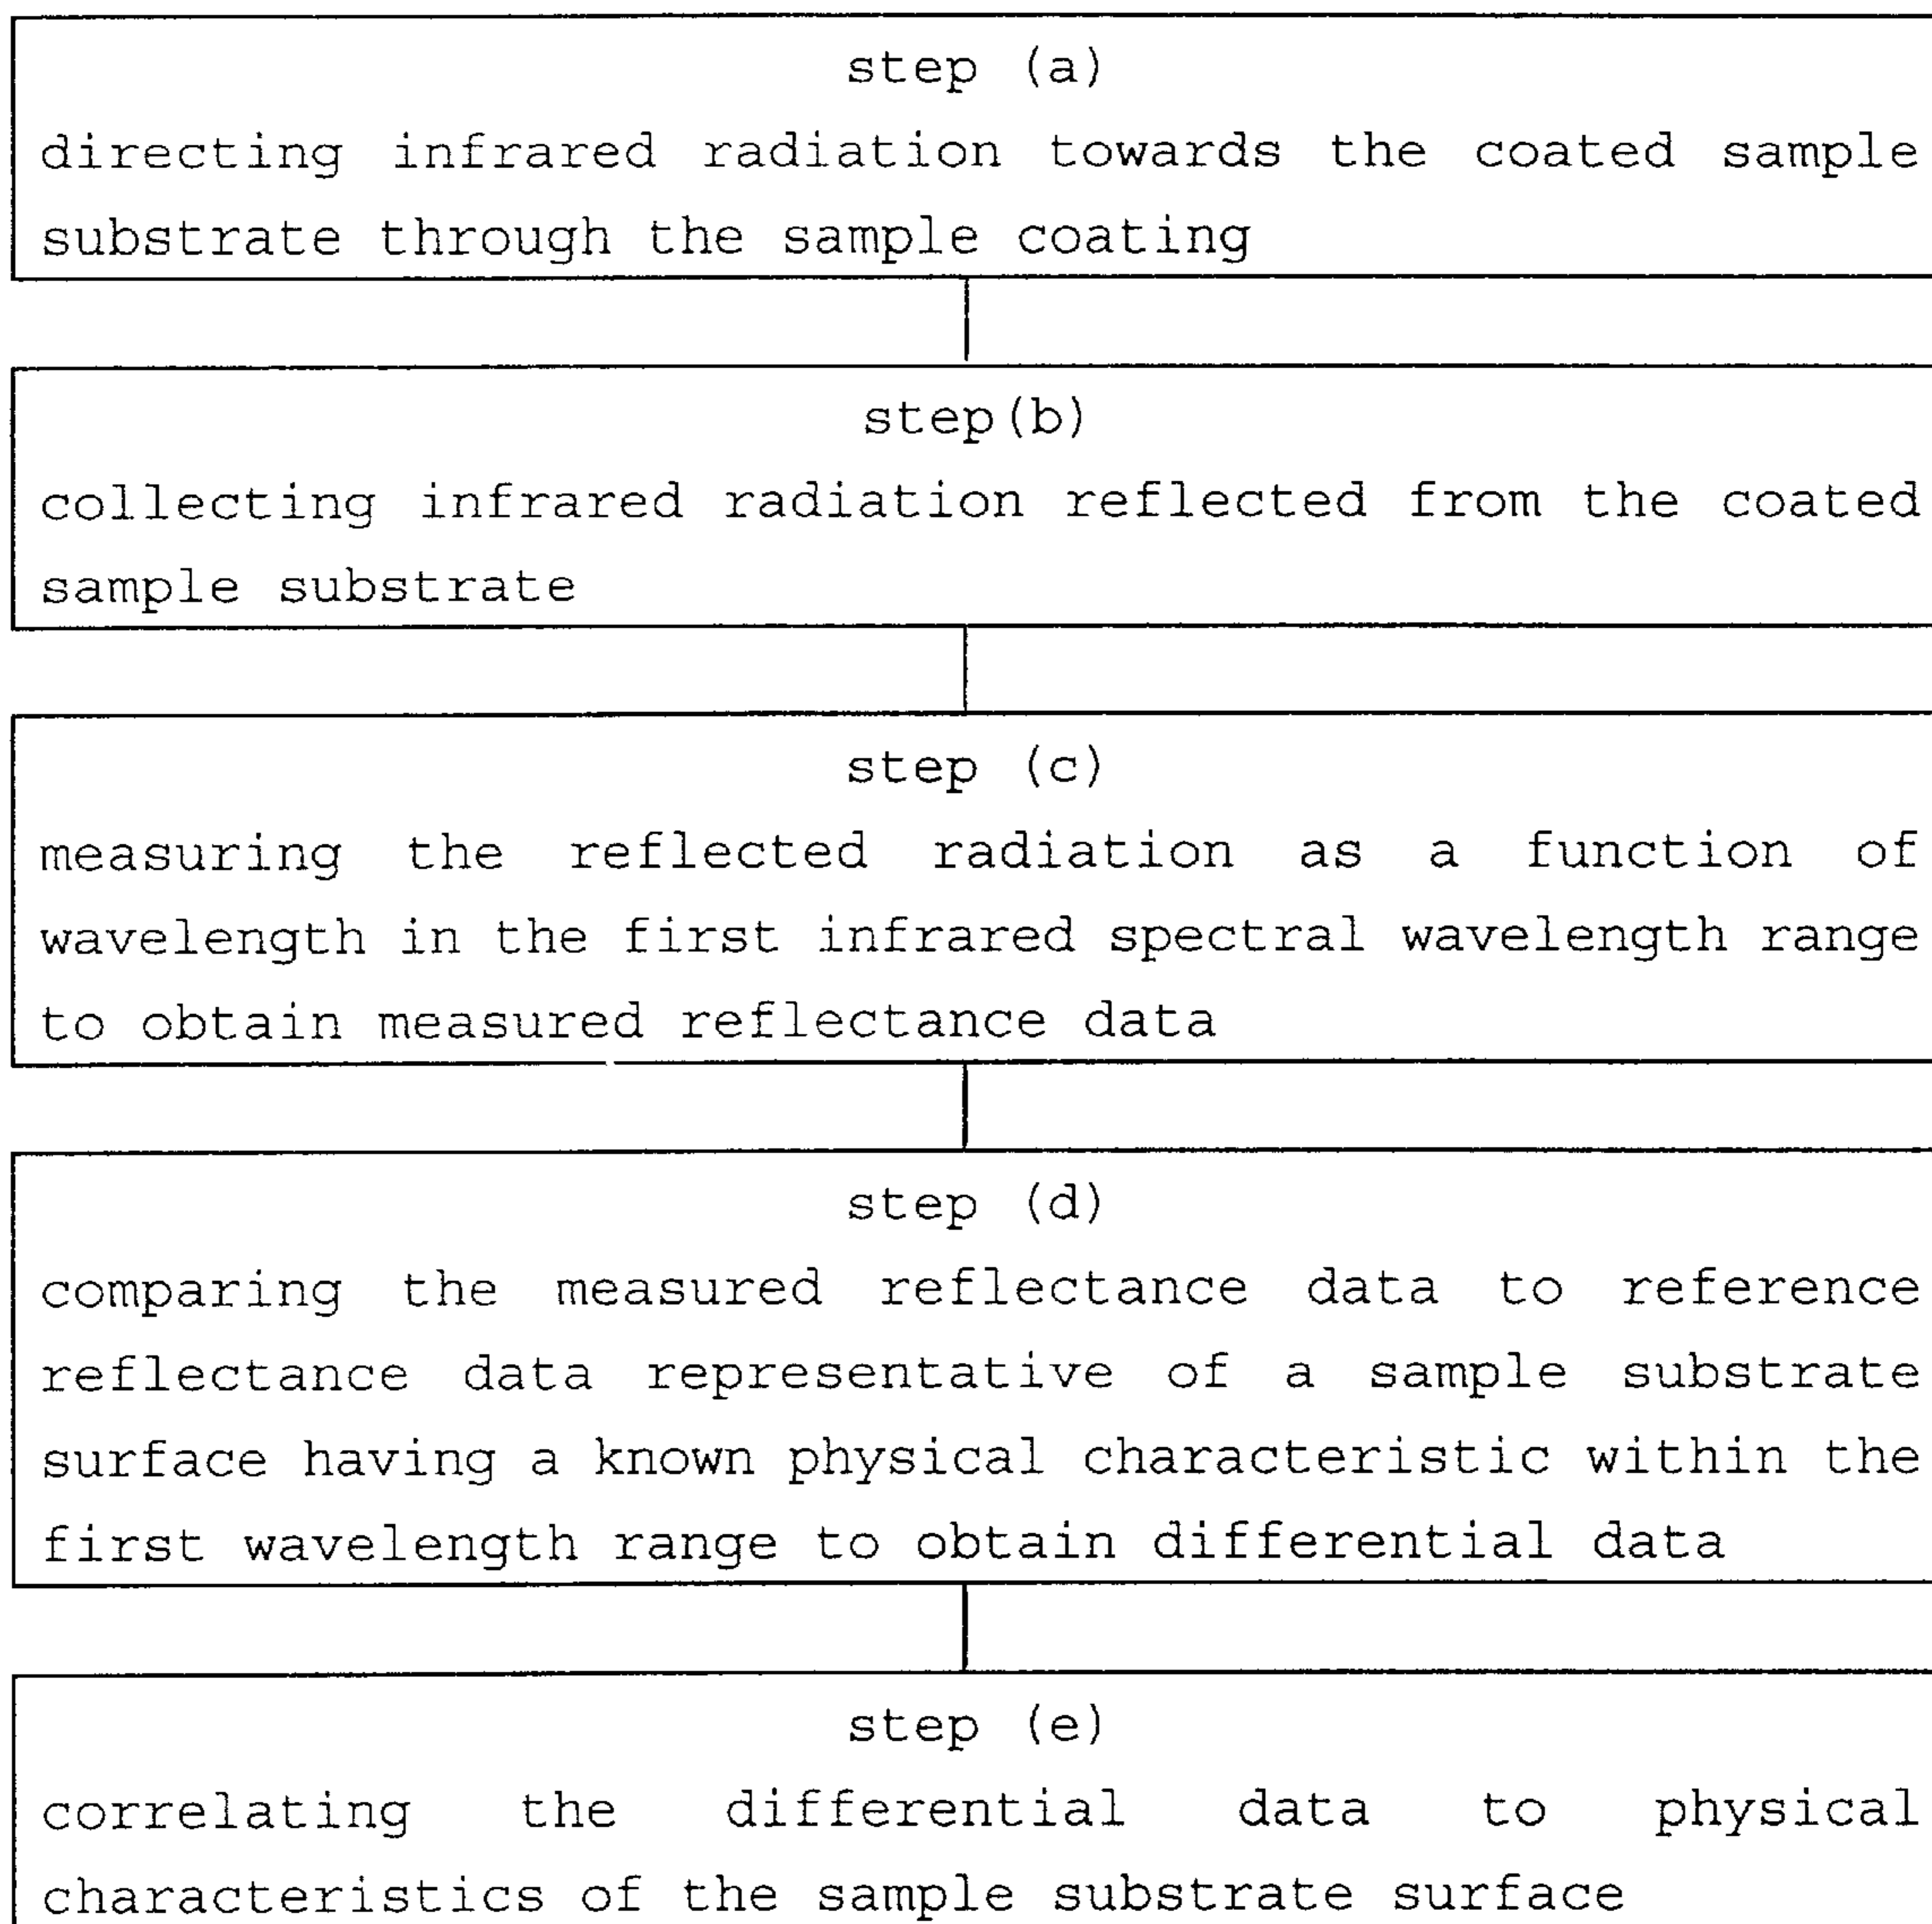 step (a)
directing infrared radiation towards the coated sample
substrate through the sample coating
step(b)
collecting infrared radiation reflected from the coated
sample substrate
step (c)
measuring the reflected radiation as a function of
wavelength in the first infrared spectral wavelength range
to obtain measured reflectance data
step (d)
comparing the measured reflectance data to reference
reflectance data representative of a sample substrate
surface having a known physical characteristic within the
first wavelength range to obtain differential data
step (e)
correlating the differential data to physical
characteristics of the sample substrate surface